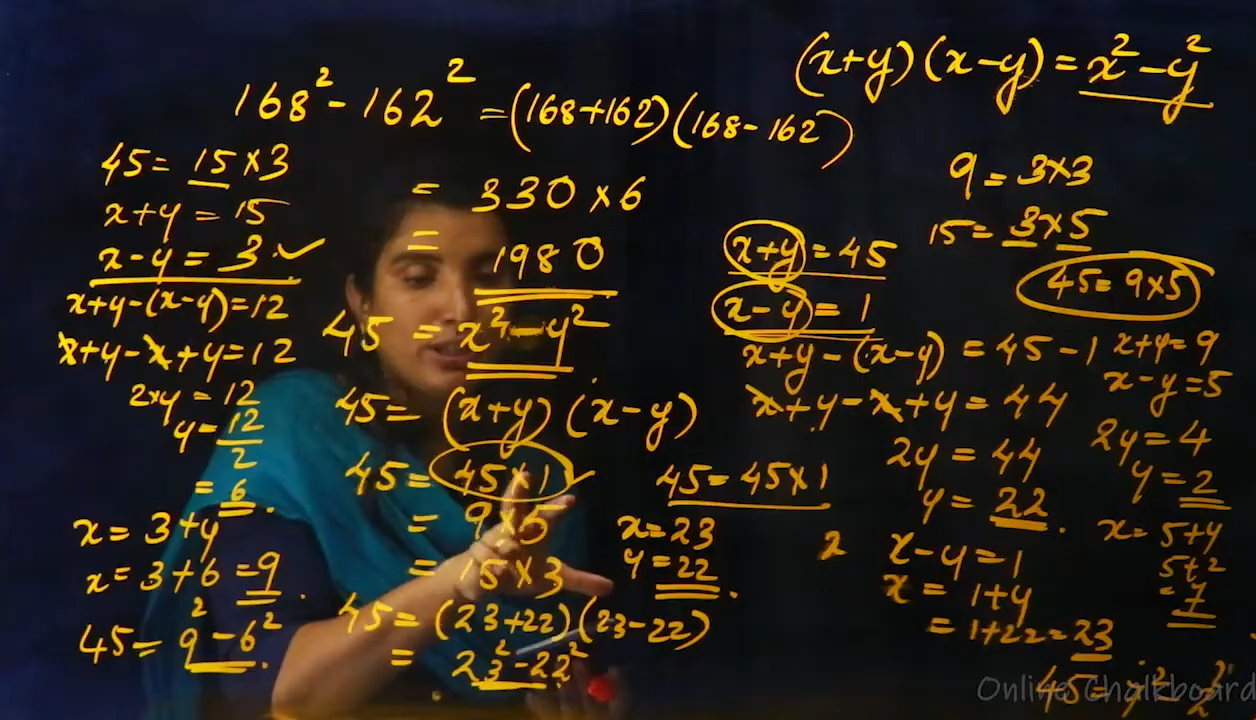 (x+y)(x-y) = x² - y²
168² - 162² = (168+162)(168-162)
= 330 × 6
= 1980
45 = x² - y²
45 = (x+y)(x-y)
45 = 45×1
= 9×5
= 15×3
45 = (23+22)(23-22)
= 23² - 22²
45 = 15×3
x+y = 15
x-y = 3
x+y-(x-y) = 12
x+y-x+y = 12
2×y = 12
y = 12/2
= 6
x = 3+y
x = 3+6 = 9
45 = 9² - 6²
x+y = 45
x-y = 1
x+y-(x-y) = 45-1
x+y-x+y = 44
2y = 44
y = 22
x-y = 1
x = 1+y
= 1+22 = 23
45 = 45×1
x = 23
y = 22
9 = 3×3
15 = 3×5
45 = 9×5
x+y = 9
x-y = 5
2y = 4
y = 2
x = 5+y
5+2
= 7
45 =
Online Chalkboard